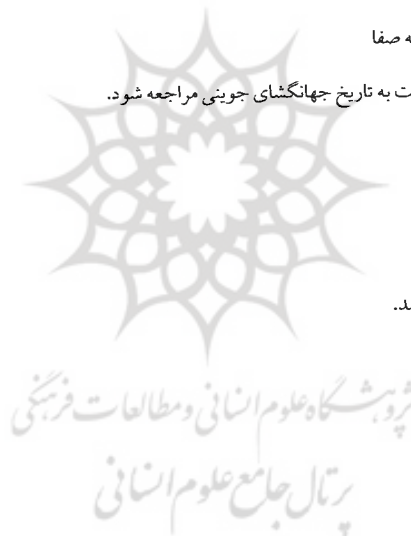 ه صفا
ت به تاریخ جهانگشای جوینی مراجعه شود.
د.
پژوهشگاه علوم انسانی و مطالعات فرهنگی
پرتال جامع علوم انسانی